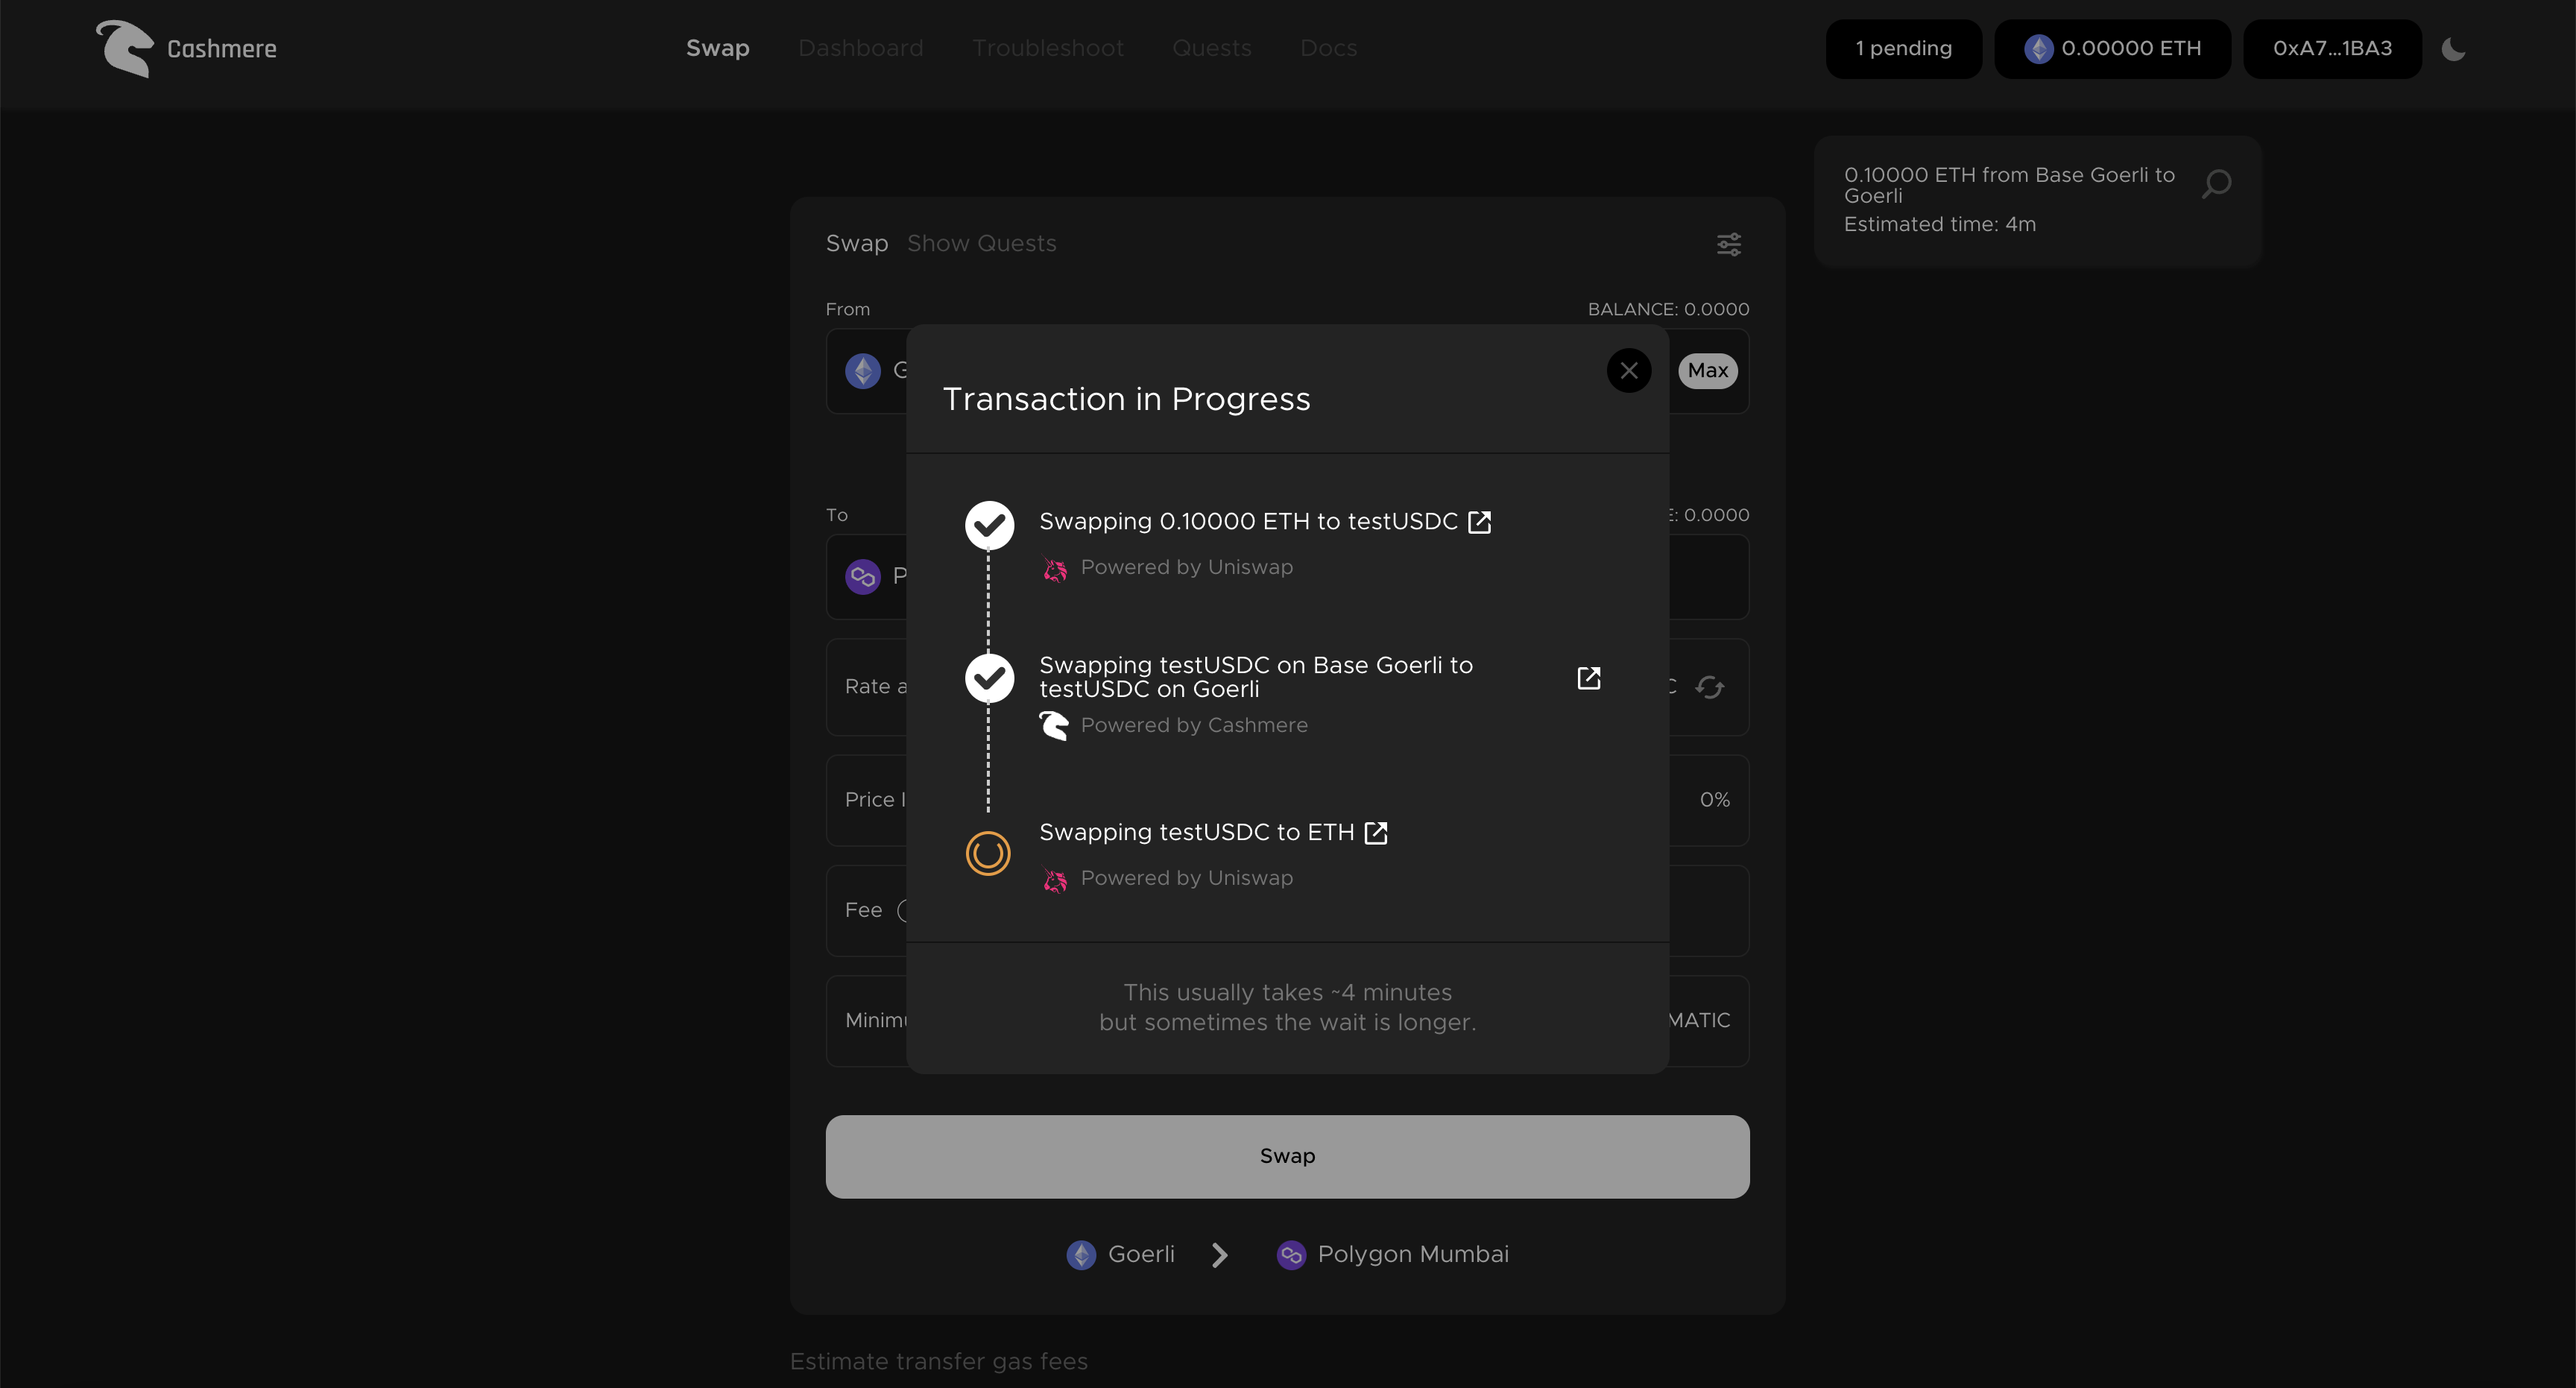 Cashmere
Swap
Dashboard
Troubleshoot
Quests
Docs
1 pending
0.00000 ETH
0xA7...1BA3
0.10000 ETH from Base Goerli to
Goerli
Estimated time: 4m
Swap
Show Quests
From
BALANCE: 0.0000
G
Max
Transaction in Progress
Swapping 0.10000 ETH to testUSDC
Powered by Uniswap
To
E: 0.0000
P
Swapping testUSDC on Base Goerli to
testUSDC on Goerli
Powered by Cashmere
Rate a
C
Price I
0%
Swapping testUSDC to ETH
Powered by Uniswap
Fee
This usually takes ~4 minutes
but sometimes the wait is longer.
Minim
MATIC
Swap
Goerli
Polygon Mumbai
Estimate transfer gas fees